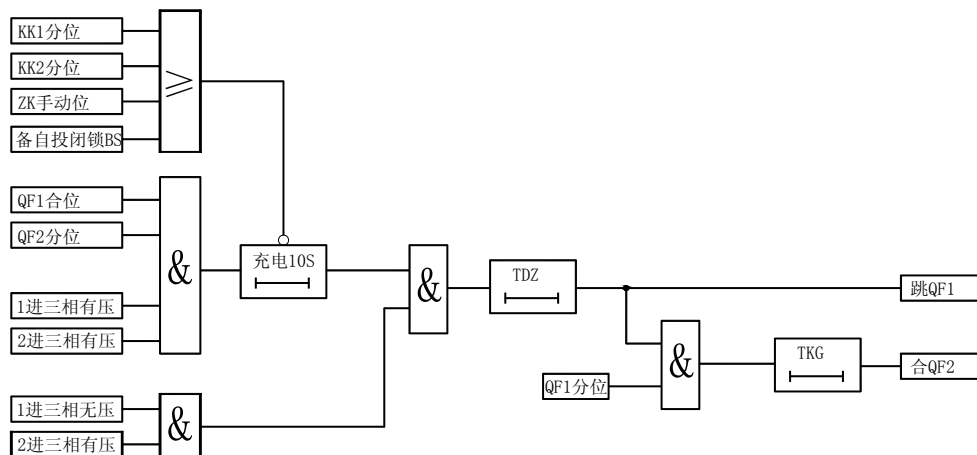 KK1分位
KK2分位
ZK手动位
备自投闭锁BS
≥
QF1合位
QF2分位
1进三相有压
2进三相有压
&
充电10S
1进三相无压
2进三相有压
&
&
TDZ
跳QF1
QF1分位
&
TKG
合QF2